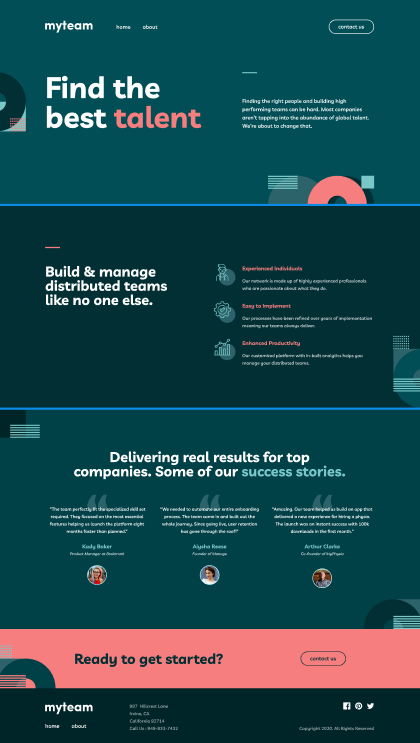 myteam
home about
contact us
Find the
best talent
Finding the right people and building high
performing teams can be hard. Most companies
aren't tapping into the abundance of global talent.
We're about to change that.
Build & manage
distributed teams
like no one else.
Experienced Individuals
Our network is made up of highly experienced professionals
who are passionate about what they do.
Easy to Implement
Our processes have been refined over years of implementation
meaning our teams always deliver.
Enhanced Productivity
Our customized platform with in-built analytics helps you
manage your distributed teams.
Delivering real results for top
companies. Some of our success stories.
"The team perfectly fit the specialized skill set
required. They focused on the most essential
features helping us launch the platform eight
months faster than planned."
Kady Baker
Product Manager at Bookmark
"We needed to automate our entire onboarding
process. The team came in and built out the
whole journey. Since going live, user retention
has gone through the roof!"
Aiysha Reese
Founder of Manage
"Amazing. Our team helped us build an app that
delivered a new experience for hiring a physio.
The launch was an instant success with 100k
downloads in the first month."
Arthur Clarke
Co-founder of MyPhysio
Ready to get started?
contact us
myteam
home about
987 Hillcrest Lane
Irvine, CA
California 92714
Call Us : 949-833-7432
Copyright 2020. All Rights Reserved